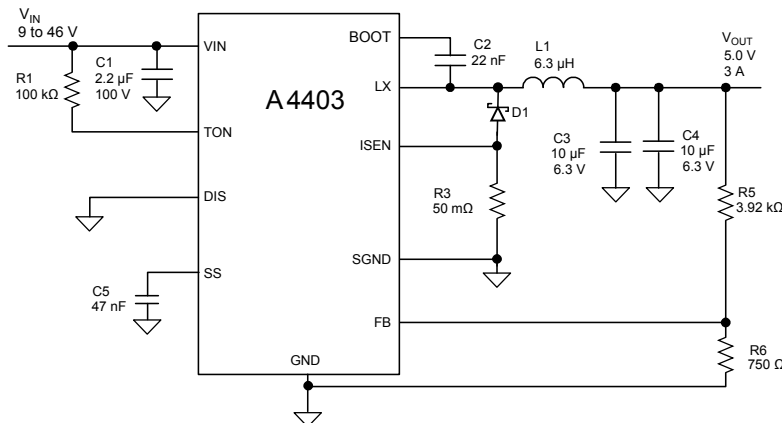 VIN
9 to 46 V
R1
100 kΩ
C1
2.2 µF
100 V
VIN
TON
DIS
SS
C5
47 nF
A4403
GND
BOOT
LX
ISEN
SGND
FB
C2
22 nF
L1
6.3 µH
D1
R3
50 mΩ
C3
10 µF
6.3 V
C4
10 µF
6.3 V
VOUT
5.0 V
3 A
R5
3.92 kΩ
R6
750 Ω